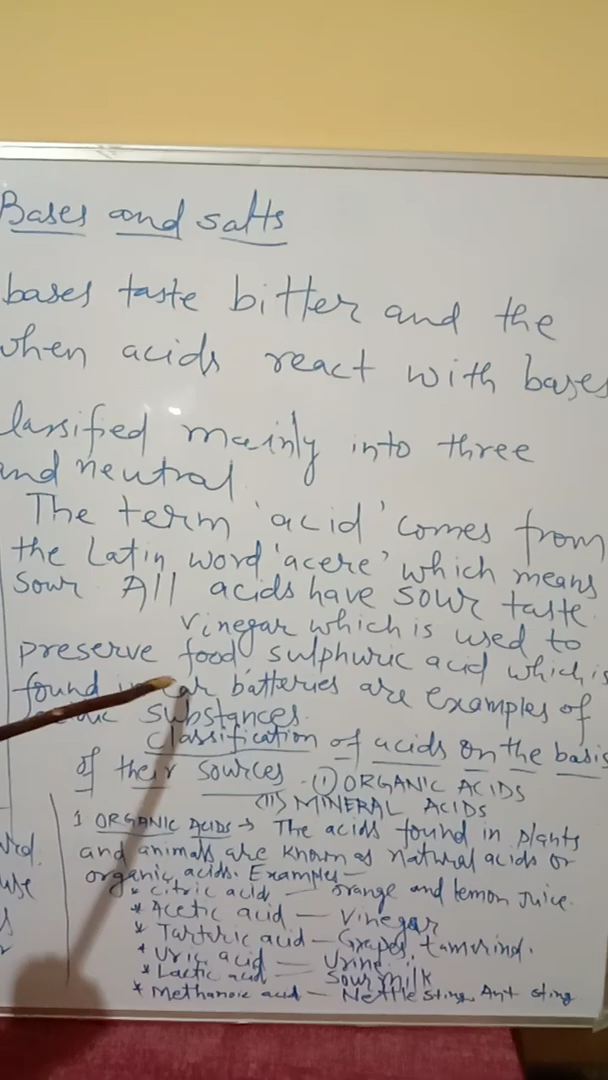 Bases and salts
bases taste bitter and the
when acids react with bases
lassified mainly into three
and neutral
The term 'acid' comes from
the Latin word 'acere' which means
sour All acids have sour taste
vinegar which is used to
preserve food. sulphuric acid which is
found in car batteries are examples of
substances.
classification of acids on the basis
of their sources (I) ORGANIC ACIDS
(II) MINERAL ACIDS
1 ORGANIC ACIDS → The acids found in plants
and animals are known as natural acids or
organic acids. Examples—
* citric acid — orange and lemon juice.
* Acetic acid — Vinegar
* Tartaric acid — Grapes, tamurind.
* Uric acid — Urine
* Lactic acid — Sour milk
* Methanoic acid — Nettle sting, Ant sting